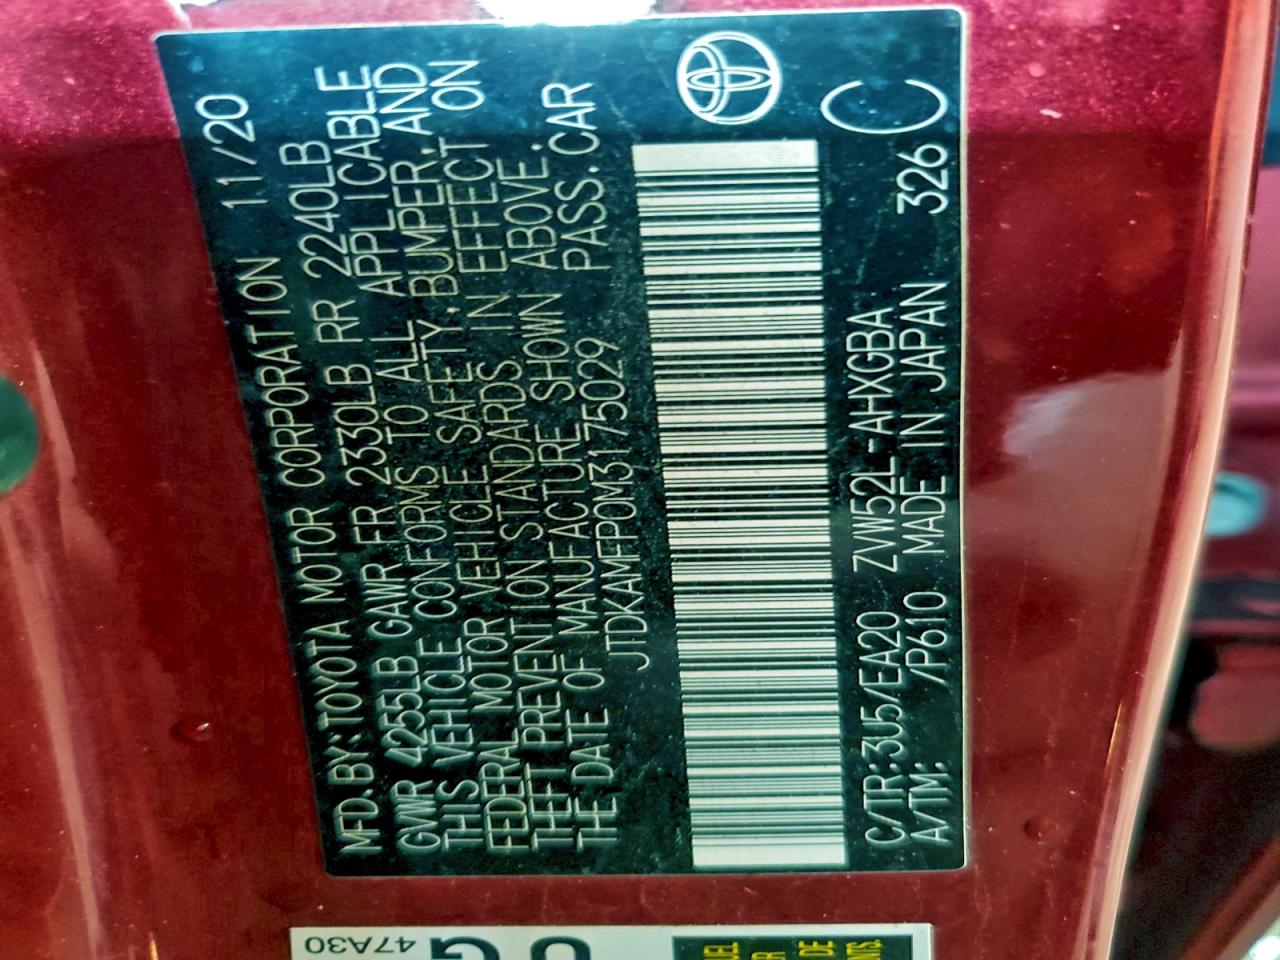 MFD.BY:TOYOTA MOTOR CORPORATION 11/20
GVWR 4255LB GAWR FR 2330LB RR 2240LB
THIS VEHICLE CONFORMS TO ALL APPLICABLE
FEDERAL MOTOR VEHICLE SAFETY,BUMPER,AND
THEFT PREVENTION STANDARDS IN EFFECT ON
THE DATE OF MANUFACTURE SHOWN ABOVE.
JTDKAMFP0M3175029 PASS.CAR
C/TR:3U5/EA20 ZVW52L-AHXGBA
A/TM: /P610 MADE IN JAPAN 326 C
47A30
DE